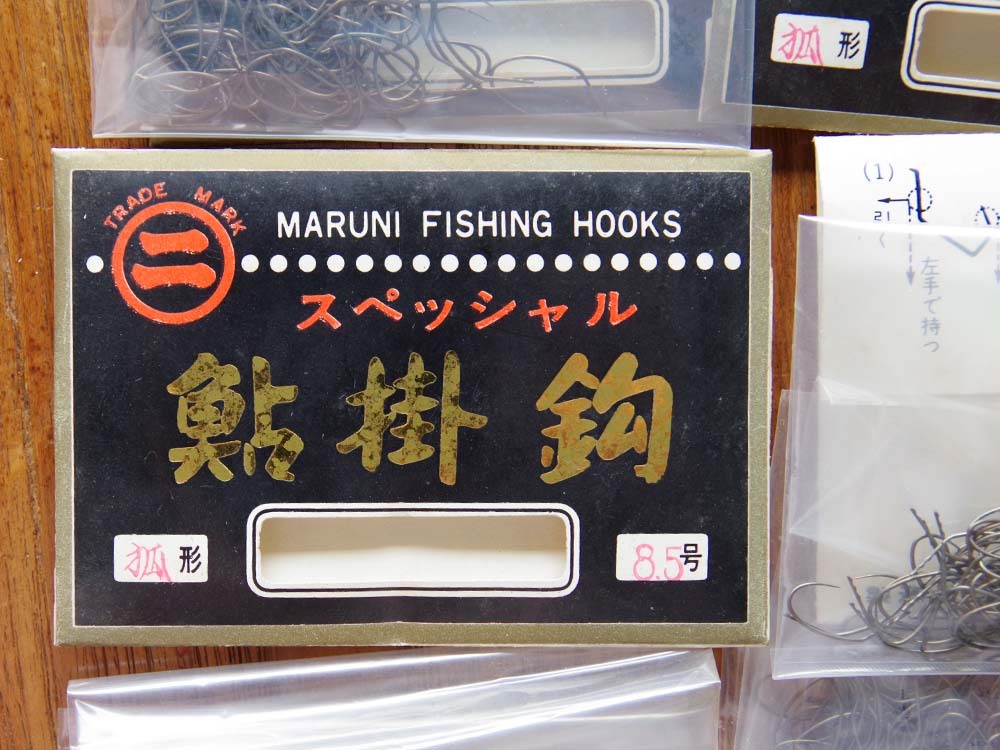 狐形
TRADE MARK
二
MARUNI FISHING HOOKS
スペッシャル
鮎掛鈎
狐形
8.5号
(1)
左手で持つ